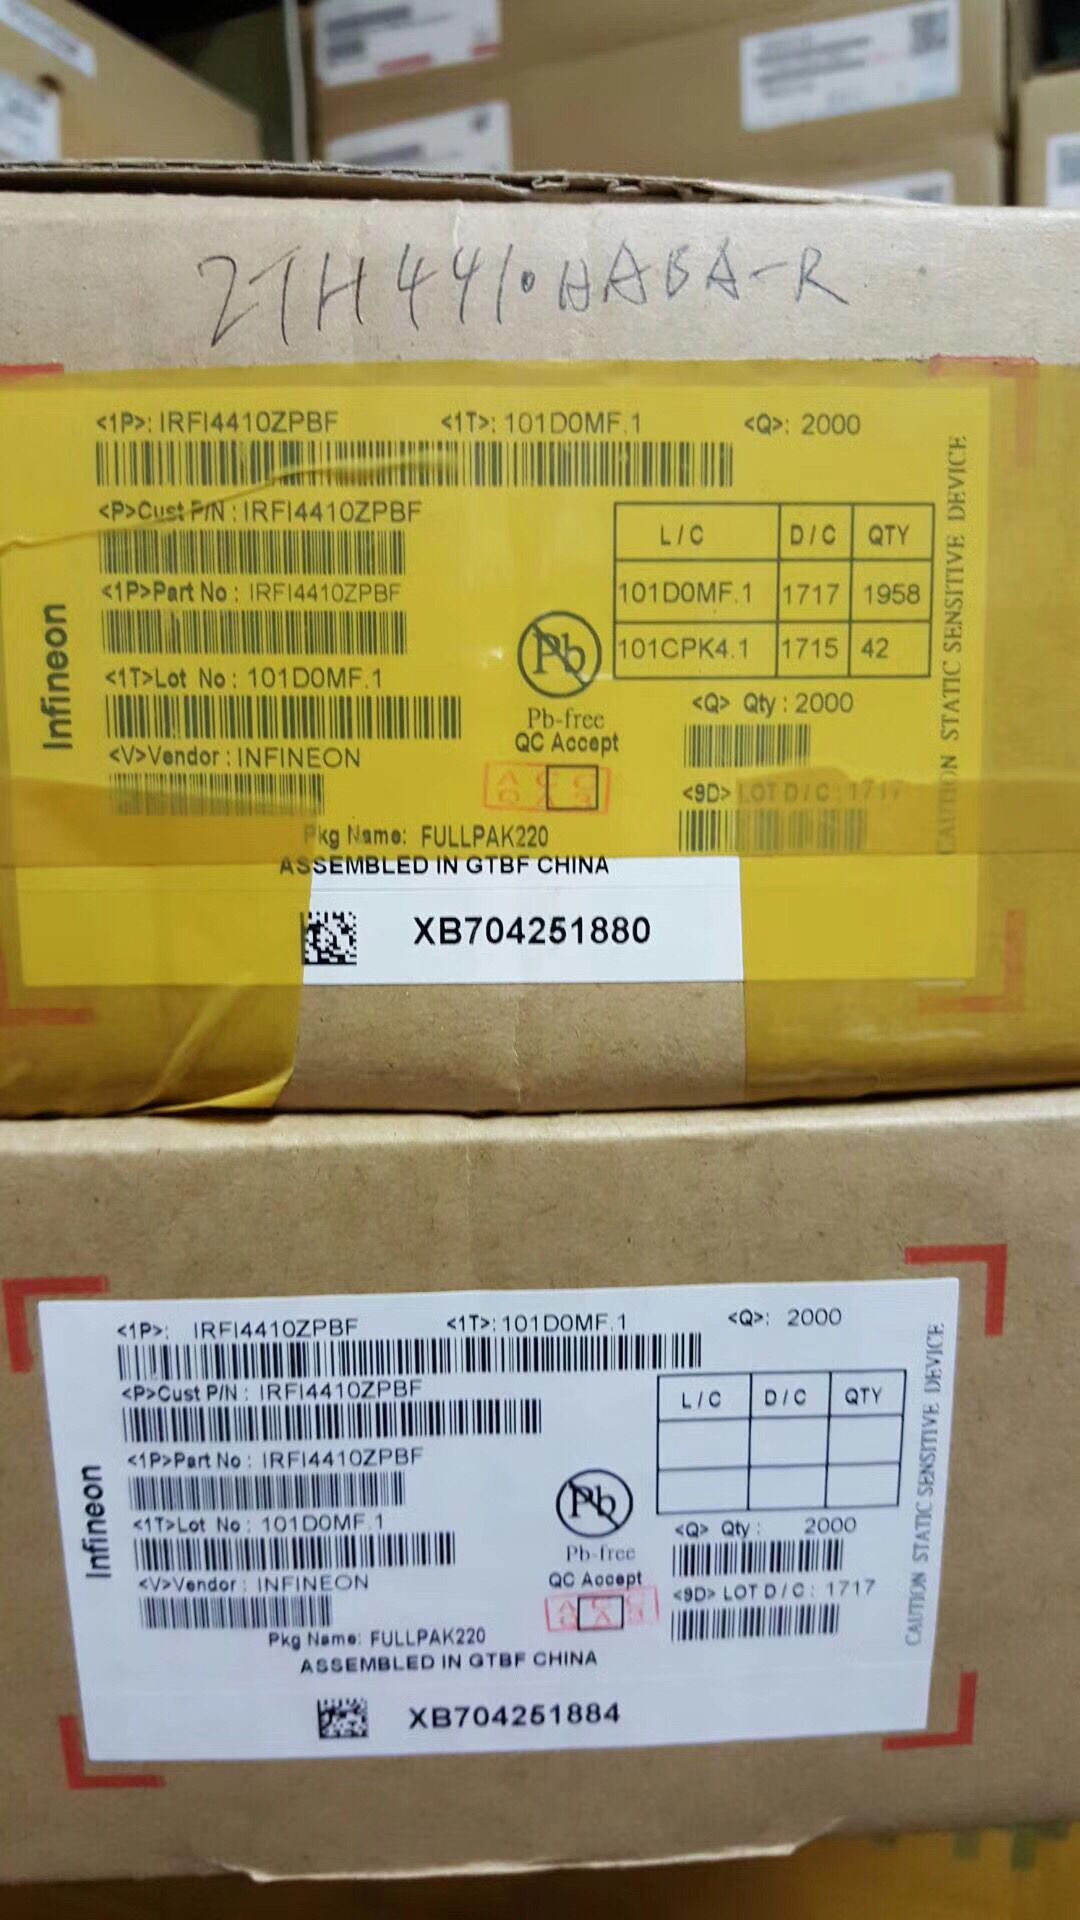 2TH4410HABA-R
<1P>: IRFI4410ZPBF <1T>: 101D0MF.1 <Q>: 2000
<P>Cust P/N : IRFI4410ZPBF
<1P>Part No : IRFI4410ZPBF
<1T>Lot No : 101D0MF.1
<V>Vendor : INFINEON
Infineon
L/C D/C QTY
101D0MF.1 1717 1958
101CPK4.1 1715 42
Pb
Pb-free
QC Accept
<Q> Qty : 2000
<9D> LOT D/C : 1717
CAUTION STATIC SENSITIVE DEVICE
Pkg Name: FULLPAK220
ASSEMBLED IN GTBF CHINA
XB704251880
<1P>: IRFI4410ZPBF <1T>: 101D0MF.1 <Q>: 2000
<P>Cust P/N : IRFI4410ZPBF
<1P>Part No : IRFI4410ZPBF
<1T>Lot No : 101D0MF.1
<V>Vendor : INFINEON
Infineon
L/C D/C QTY
Pb
Pb-free
QC Accept
<Q> Qty : 2000
<9D> LOT D/C : 1717
CAUTION STATIC SENSITIVE DEVICE
Pkg Name: FULLPAK220
ASSEMBLED IN GTBF CHINA
XB704251884